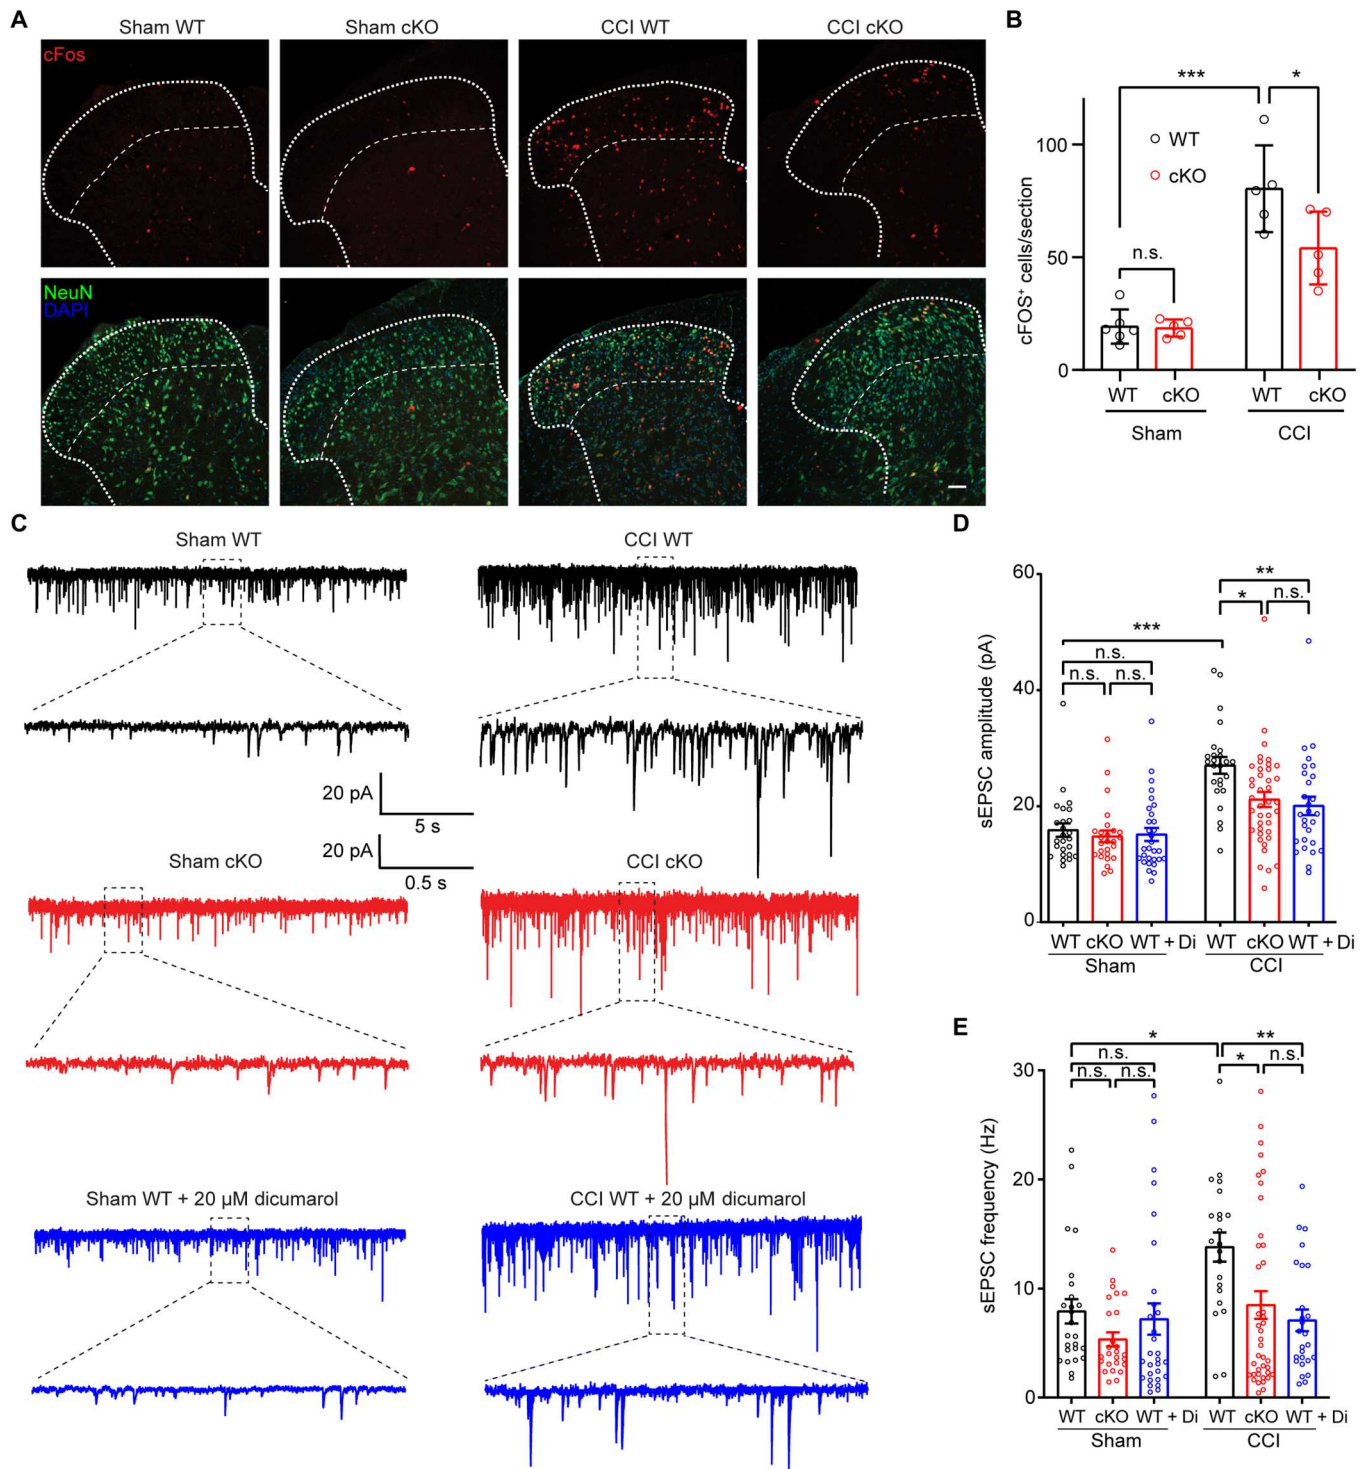 A
Sham WT
Sham cKO
CCI WT
CCI cKO
cFos
NeuN
DAPI
B
cFOS⁺ cells/section
100
50
0
***
*
n.s.
WT
cKO
WT
cKO
WT
cKO
Sham
CCI
C
Sham WT
CCI WT
20 pA
5 s
20 pA
0.5 s
Sham cKO
CCI cKO
Sham WT + 20 µM dicumarol
CCI WT + 20 µM dicumarol
D
sEPSC amplitude (pA)
60
40
20
0
**
*
n.s.
***
n.s.
n.s.
n.s.
WT cKO WT + Di
WT cKO WT + Di
Sham
CCI
E
sEPSC frequency (Hz)
30
20
10
0
*
**
n.s.
*
n.s.
n.s.
n.s.
WT cKO WT + Di
WT cKO WT + Di
Sham
CCI